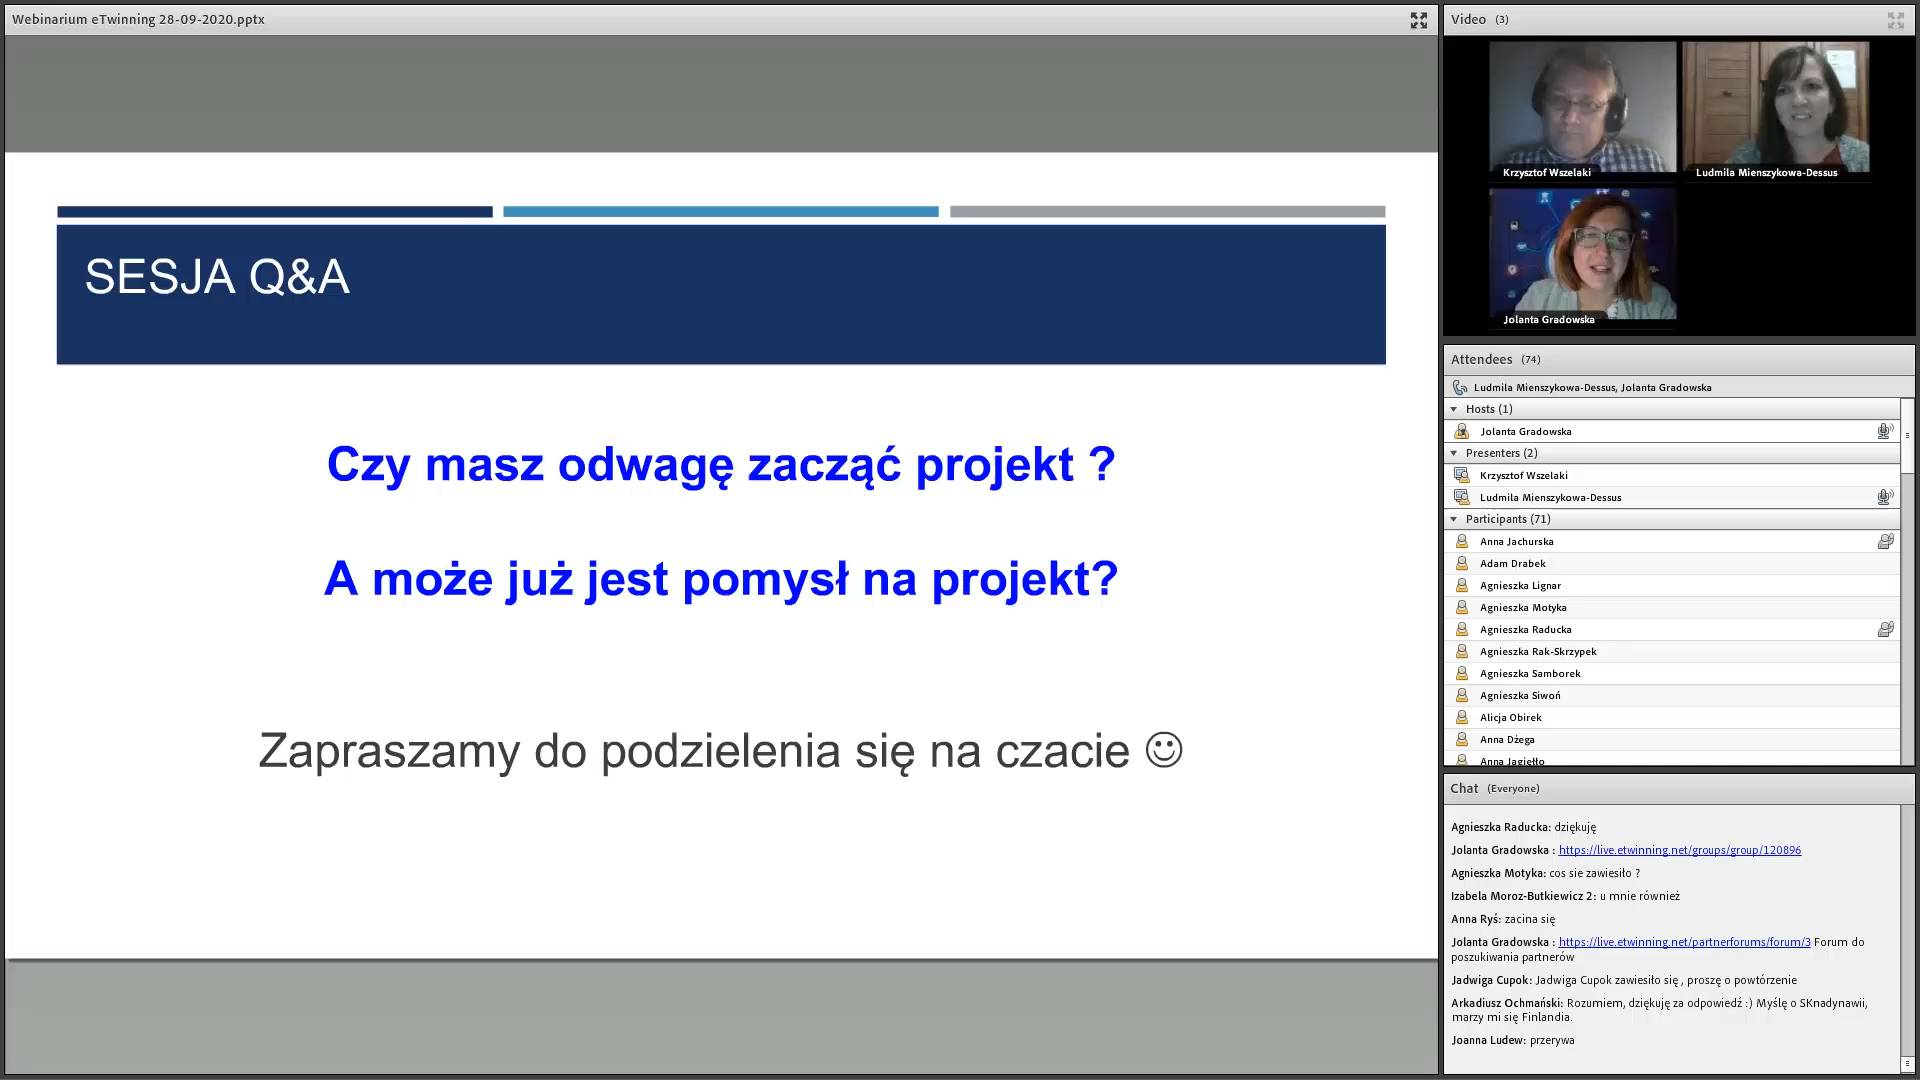 Webinarium eTwinning 28-09-2020.pptx
SESJA Q&A
Czy masz odwagę zacząć projekt ?
A może już jest pomysł na projekt?
Zapraszamy do podzielenia się na czacie ☺
Video (3)
Krzysztof Wszelaki
Ludmila Mienszykowa-Dessus
Jolanta Gradowska
Attendees (74)
Ludmila Mienszykowa-Dessus, Jolanta Gradowska
Hosts (1)
Jolanta Gradowska
Presenters (2)
Krzysztof Wszelaki
Ludmila Mienszykowa-Dessus
Participants (71)
Anna Jachurska
Adam Drabek
Agnieszka Lignar
Agnieszka Motyka
Agnieszka Raducka
Agnieszka Rak-Skrzypek
Agnieszka Samborek
Agnieszka Siwoń
Alicja Obirek
Anna Dżega
Anna Jagiełło
Chat (Everyone)
Agnieszka Raducka: dziękuję
Jolanta Gradowska : https://live.etwinning.net/groups/group/120896
Agnieszka Motyka: cos sie zawiesiło ?
Izabela Moroz-Butkiewicz 2: u mnie również
Anna Ryś: zacina się
Jolanta Gradowska : https://live.etwinning.net/partnerforums/forum/3 Forum do
poszukiwania partnerów
Jadwiga Cupok: Jadwiga Cupok zawiesiło się , proszę o powtórzenie
Arkadiusz Ochmański: Rozumiem, dziękuję za odpowiedź :) Myślę o SKnadynawii,
marzy mi się Finlandia.
Joanna Ludew: przerywa